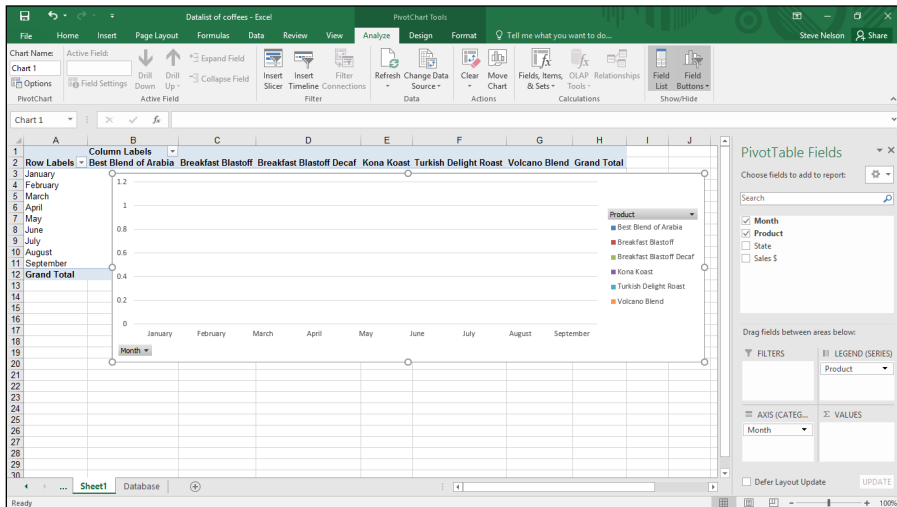 Datalist of coffees - Excel
PivotChart Tools
File Home Insert Page Layout Formulas Data Review View Analyze Design Format Tell me what you want to do... Steve Nelson Share
Chart Name:
Chart 1
Options
PivotChart
Active Field:
Field Settings
Drill Down
Drill Up
Expand Field
Collapse Field
Active Field
Insert Slicer
Insert Timeline
Filter Connections
Filter
Refresh
Change Data Source
Data
Clear
Move Chart
Actions
Fields, Items, & Sets
OLAP Tools
Relationships
Calculations
Field List
Field Buttons
Show/Hide
Chart 1
fx
A B C D E F G H I J
1 Column Labels
2 Row Labels Best Blend of Arabia Breakfast Blastoff Breakfast Blastoff Decaf Kona Koast Turkish Delight Roast Volcano Blend Grand Total
3 January
4 February
5 March
6 April
7 May
8 June
9 July
10 August
11 September
12 Grand Total
13
14
15
16
17
18
19
20
21
22
23
24
25
26
27
28
29
30
1.2
1
0.8
0.6
0.4
0.2
0
January February March April May June July August September
Month
Product
Best Blend of Arabia
Breakfast Blastoff
Breakfast Blastoff Decaf
Kona Koast
Turkish Delight Roast
Volcano Blend
PivotTable Fields
Choose fields to add to report:
Search
Month
Product
State
Sales $
Drag fields between areas below:
FILTERS
LEGEND (SERIES)
Product
AXIS (CATEG...
Month
Σ VALUES
Defer Layout Update
UPDATE
... Sheet1 Database
Ready
100%